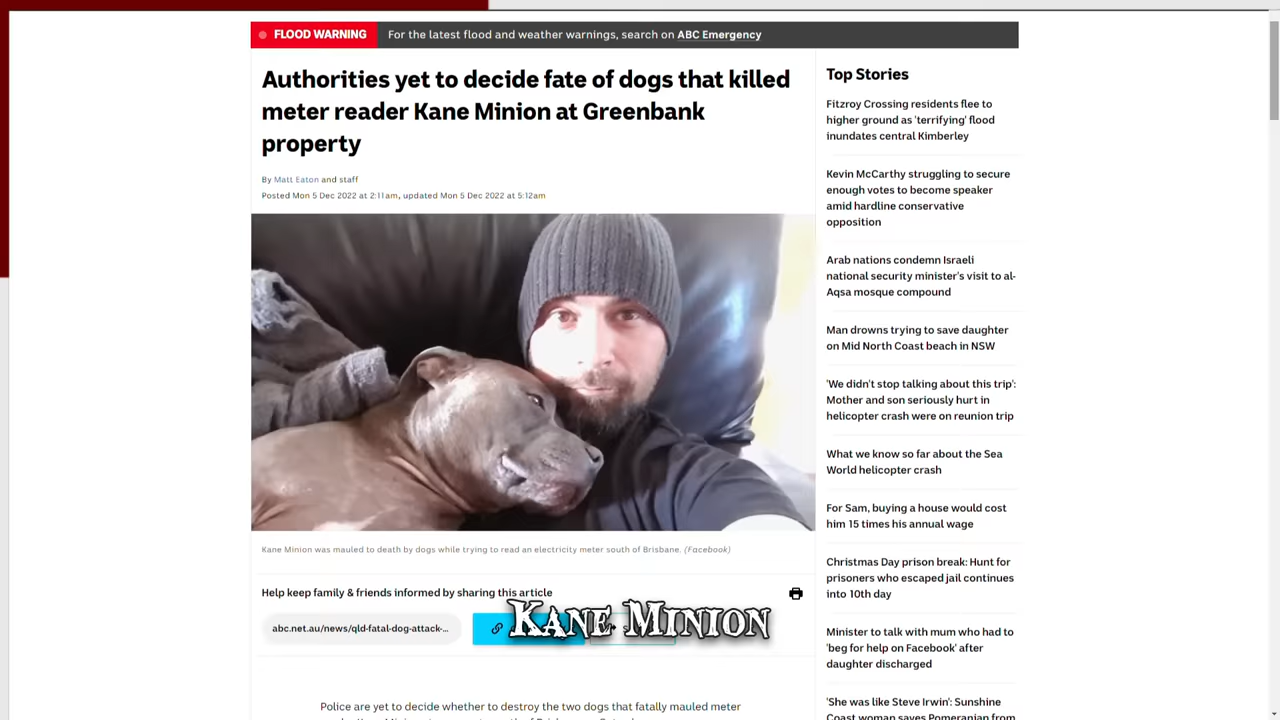 FLOOD WARNING For the latest flood and weather warnings, search on ABC Emergency
Authorities yet to decide fate of dogs that killed
meter reader Kane Minion at Greenbank
property
By Matt Eaton and staff
Posted Mon 5 Dec 2022 at 2:11am, updated Mon 5 Dec 2022 at 5:12am
Kane Minion was mauled to death by dogs while trying to read an electricity meter south of Brisbane. (Facebook)
Help keep family & friends informed by sharing this article
abc.net.au/news/qld-fatal-dog-attack-...
KANE MINION
Police are yet to decide whether to destroy the two dogs that fatally mauled meter
Top Stories
Fitzroy Crossing residents flee to
higher ground as 'terrifying' flood
inundates central Kimberley
Kevin McCarthy struggling to secure
enough votes to become speaker
amid hardline conservative
opposition
Arab nations condemn Israeli
national security minister's visit to al-
Aqsa mosque compound
Man drowns trying to save daughter
on Mid North Coast beach in NSW
'We didn't stop talking about this trip':
Mother and son seriously hurt in
helicopter crash were on reunion trip
What we know so far about the Sea
World helicopter crash
For Sam, buying a house would cost
him 15 times his annual wage
Christmas Day prison break: Hunt for
prisoners who escaped jail continues
into 10th day
Minister to talk with mum who had to
'beg for help on Facebook' after
daughter discharged
'She was like Steve Irwin': Sunshine
Coast woman saves Pomeranian from